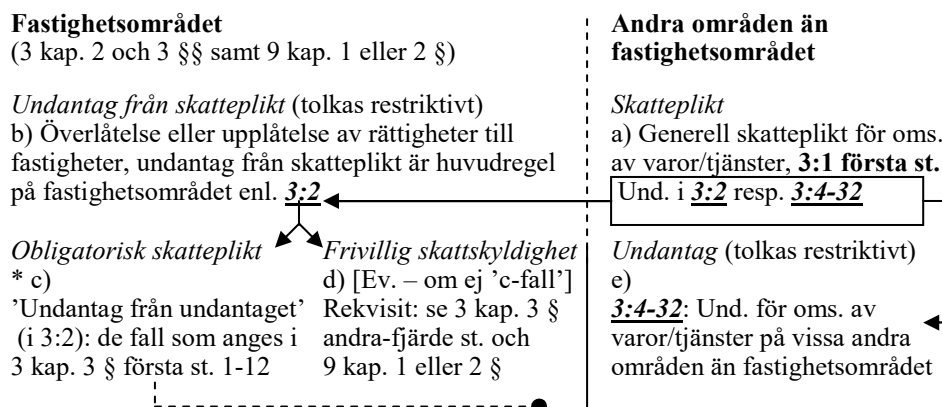 Fastighetsområdet
(3 kap. 2 och 3 §§ samt 9 kap. 1 eller 2 §)
Undantag från skatteplikt (tolkas restriktivt)
b) Överlåtelse eller upplåtelse av rättigheter till
fastigheter, undantag från skatteplikt är huvudregel
på fastighetsområdet enl. 3:2
Obligatorisk skatteplikt
* c)
’Undantag från undantaget’
(i 3:2): de fall som anges i
3 kap. 3 § första st. 1-12
Frivillig skattskyldighet
d) [Ev. – om ej ’c-fall’]
Rekvisit: se 3 kap. 3 §
andra-fjärde st. och
9 kap. 1 eller 2 §
Andra områden än
fastighetsområdet
Skatteplikt
a) Generell skatteplikt för oms.
av varor/tjänster, 3:1 första st.
Und. i 3:2 resp. 3:4-32
Undantag (tolkas restriktivt)
e)
3:4-32: Und. för oms. av
varor/tjänster på vissa andra
områden än fastighetsområdet